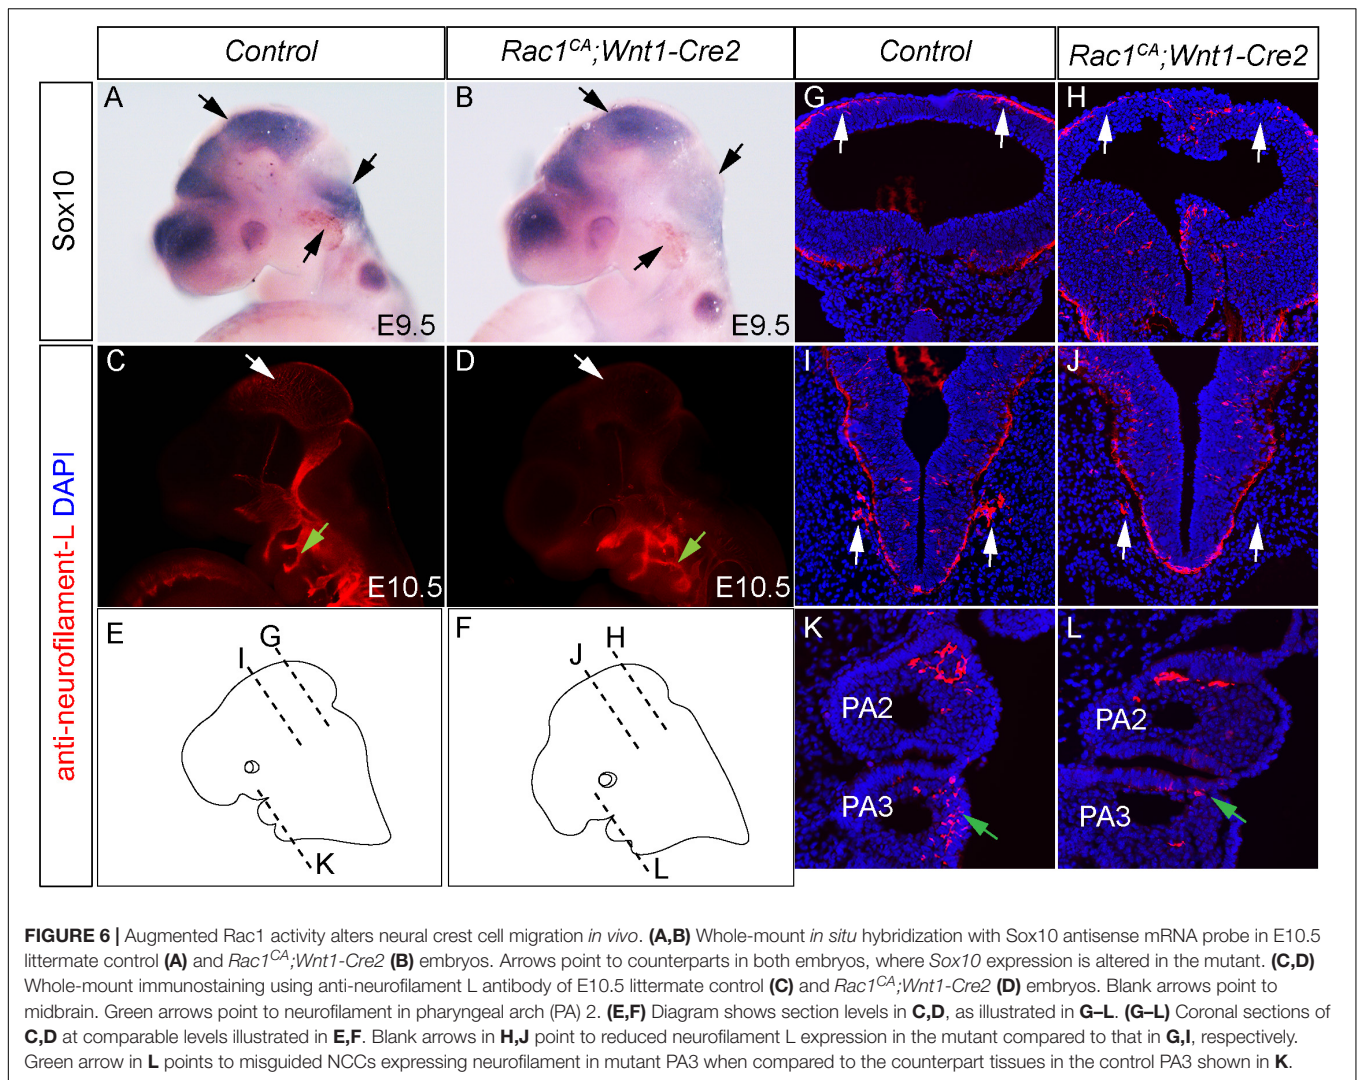 Control
Rac1CA;Wnt1-Cre2
Control
Rac1CA;Wnt1-Cre2
Sox10
A
E9.5
B
E9.5
G
H
anti-neurofilament-L DAPI
C
E10.5
D
E10.5
I
J
E
G
I
K
F
H
J
L
K
PA2
PA3
L
PA2
PA3
FIGURE 6 | Augmented Rac1 activity alters neural crest cell migration in vivo. (A,B) Whole-mount in situ hybridization with Sox10 antisense mRNA probe in E10.5
littermate control (A) and Rac1CA;Wnt1-Cre2 (B) embryos. Arrows point to counterparts in both embryos, where Sox10 expression is altered in the mutant. (C,D)
Whole-mount immunostaining using anti-neurofilament L antibody of E10.5 littermate control (C) and Rac1CA;Wnt1-Cre2 (D) embryos. Blank arrows point to
midbrain. Green arrows point to neurofilament in pharyngeal arch (PA) 2. (E,F) Diagram shows section levels in C,D, as illustrated in G–L. (G–L) Coronal sections of
C,D at comparable levels illustrated in E,F. Blank arrows in H,J point to reduced neurofilament L expression in the mutant compared to that in G,I, respectively.
Green arrow in L points to misguided NCCs expressing neurofilament in mutant PA3 when compared to the counterpart tissues in the control PA3 shown in K.